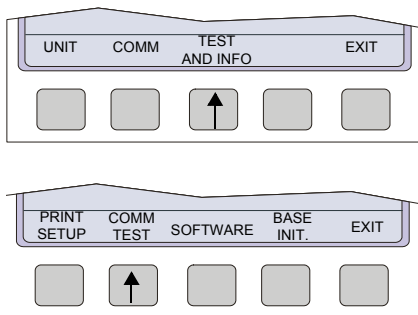 UNIT COMM TEST AND INFO EXIT
PRINT SETUP COMM TEST SOFTWARE BASE INIT. EXIT